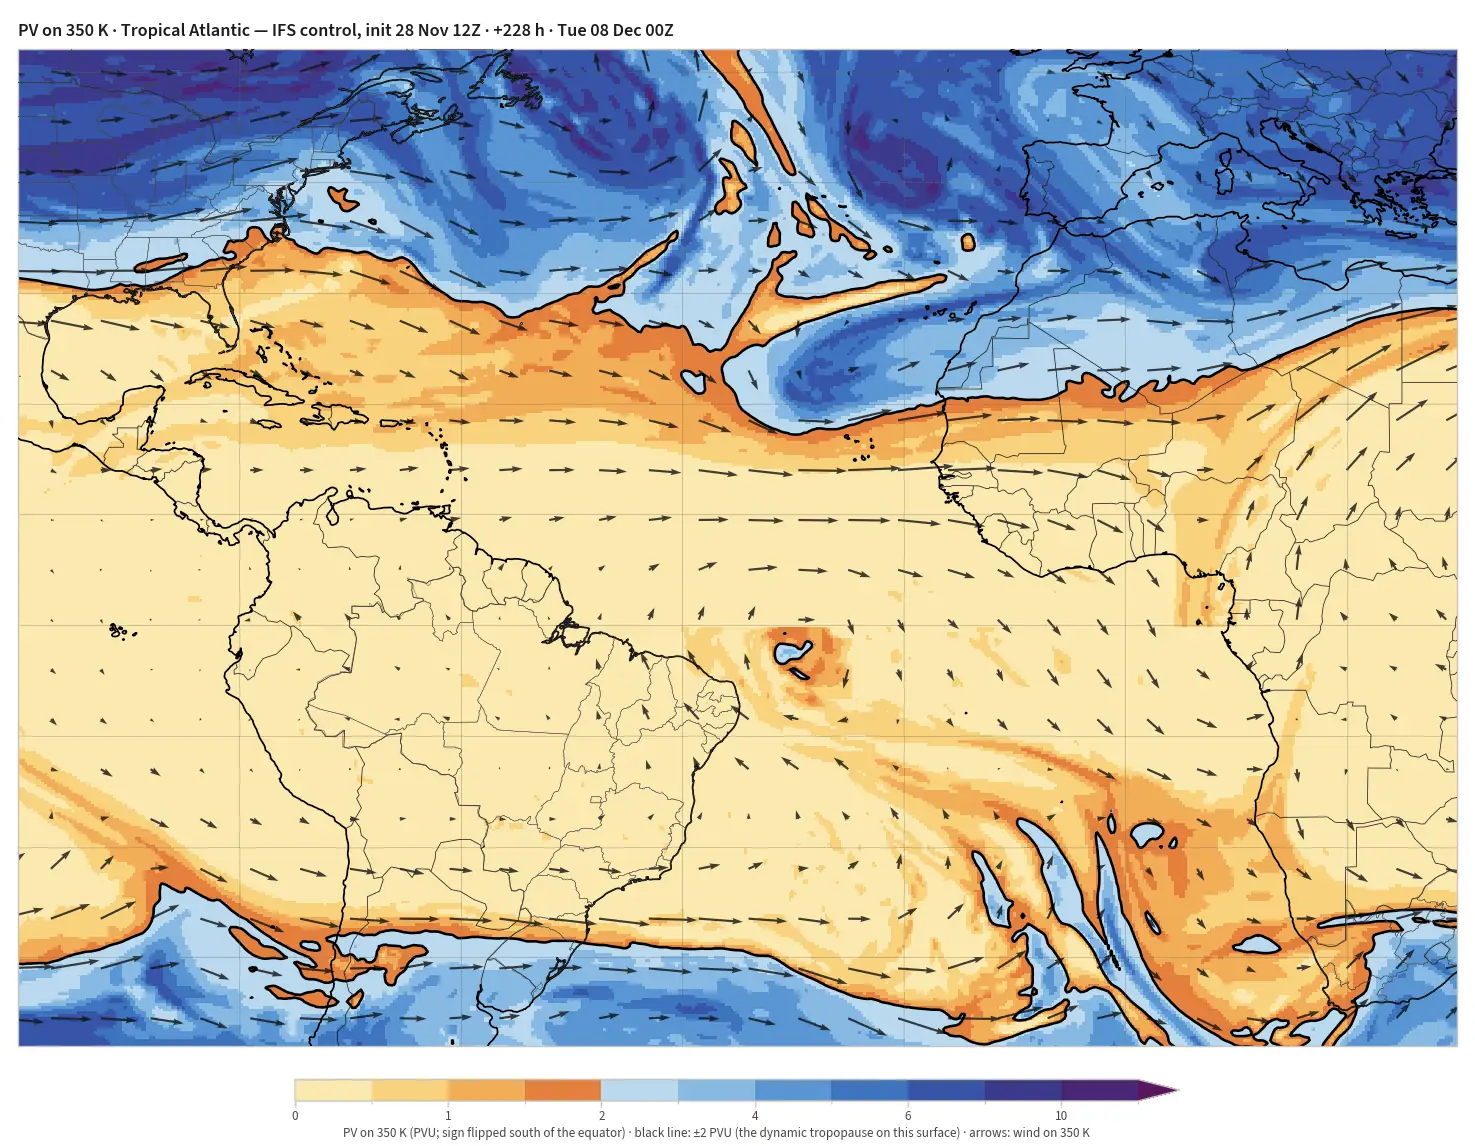 PV on 350 K · Tropical Atlantic — IFS control, init 28 Nov 12Z · +228 h · Tue 08 Dec 00Z
0 1 2 4 6 10
PV on 350 K (PVU; sign flipped south of the equator) · black line: ±2 PVU (the dynamic tropopause on this surface) · arrows: wind on 350 K